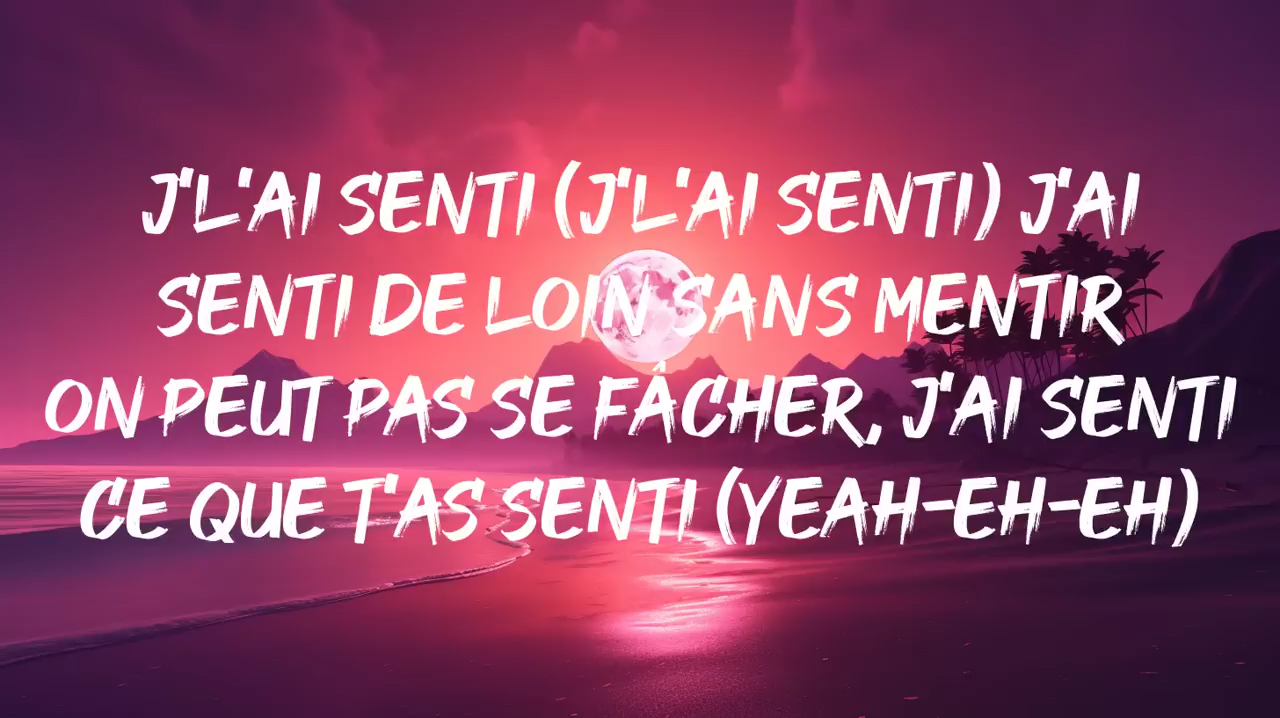 J'L'AI SENTI (J'L'AI SENTI) J'AI
SENTI DE LOIN SANS MENTIR
ON PEUT PAS SE FÂCHER, J'AI SENTI
CE QUE T'AS SENTI (YEAH-EH-EH)